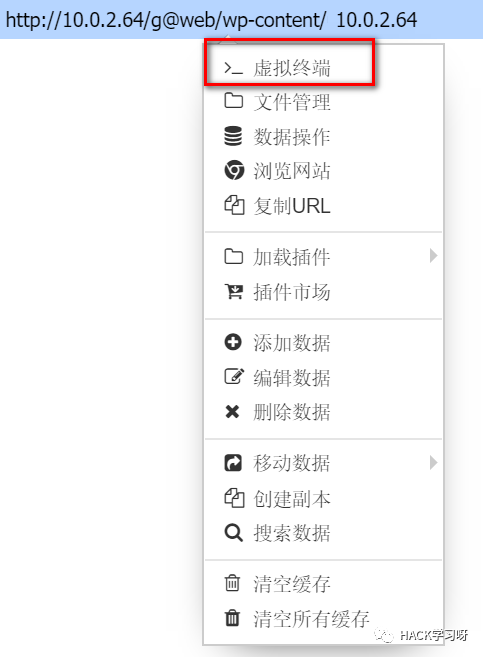 http://10.0.2.64/g@web/wp-content/ 10.0.2.64
虚拟终端
文件管理
数据操作
浏览网站
复制URL
加载插件
插件市场
添加数据
编辑数据
删除数据
移动数据
创建副本
搜索数据
清空缓存
清空所有缓存
HACK学习呀